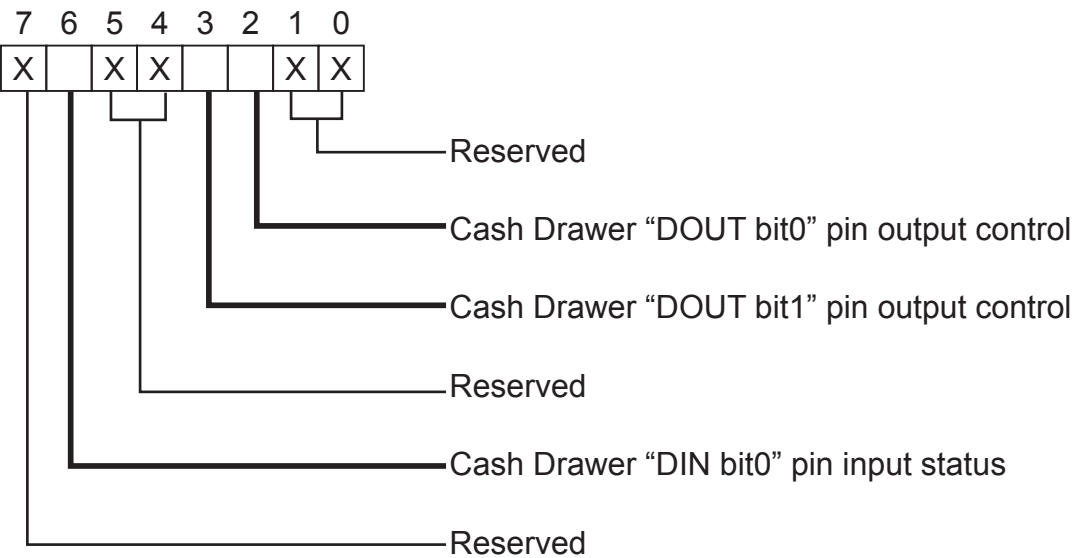 7 6 5 4 3 2 1 0
X X X X X
Reserved
Cash Drawer “DOUT bit0” pin output control
Cash Drawer “DOUT bit1” pin output control
Reserved
Cash Drawer “DIN bit0” pin input status
Reserved